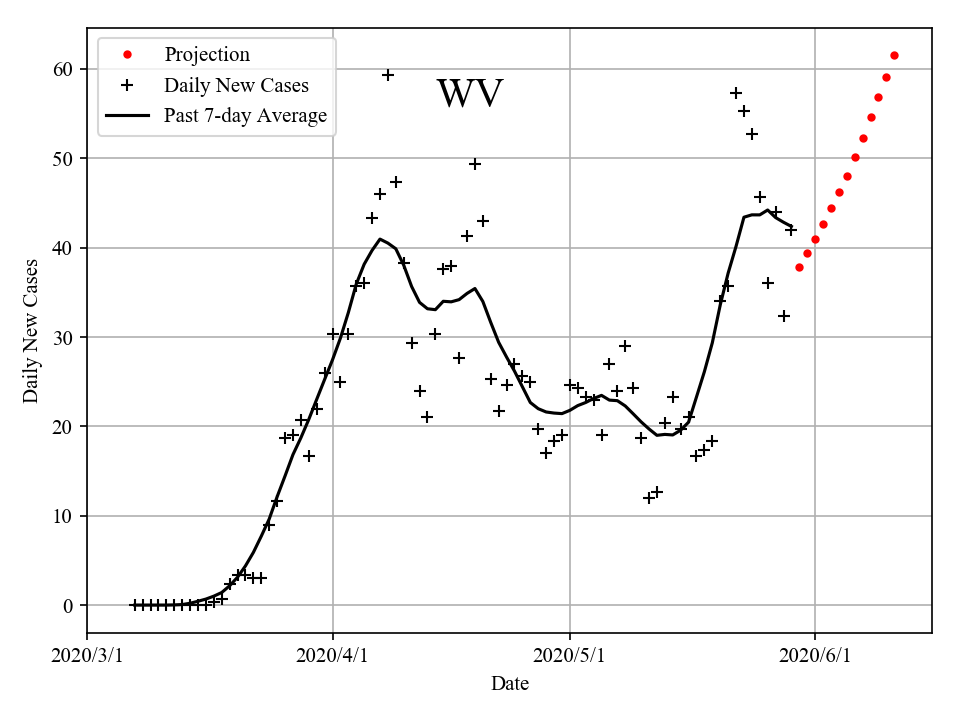 Projection
Daily New Cases
Past 7-day Average
WV
60
50
40
30
20
10
0
Daily New Cases
2020/3/1 2020/4/1 2020/5/1 2020/6/1
Date